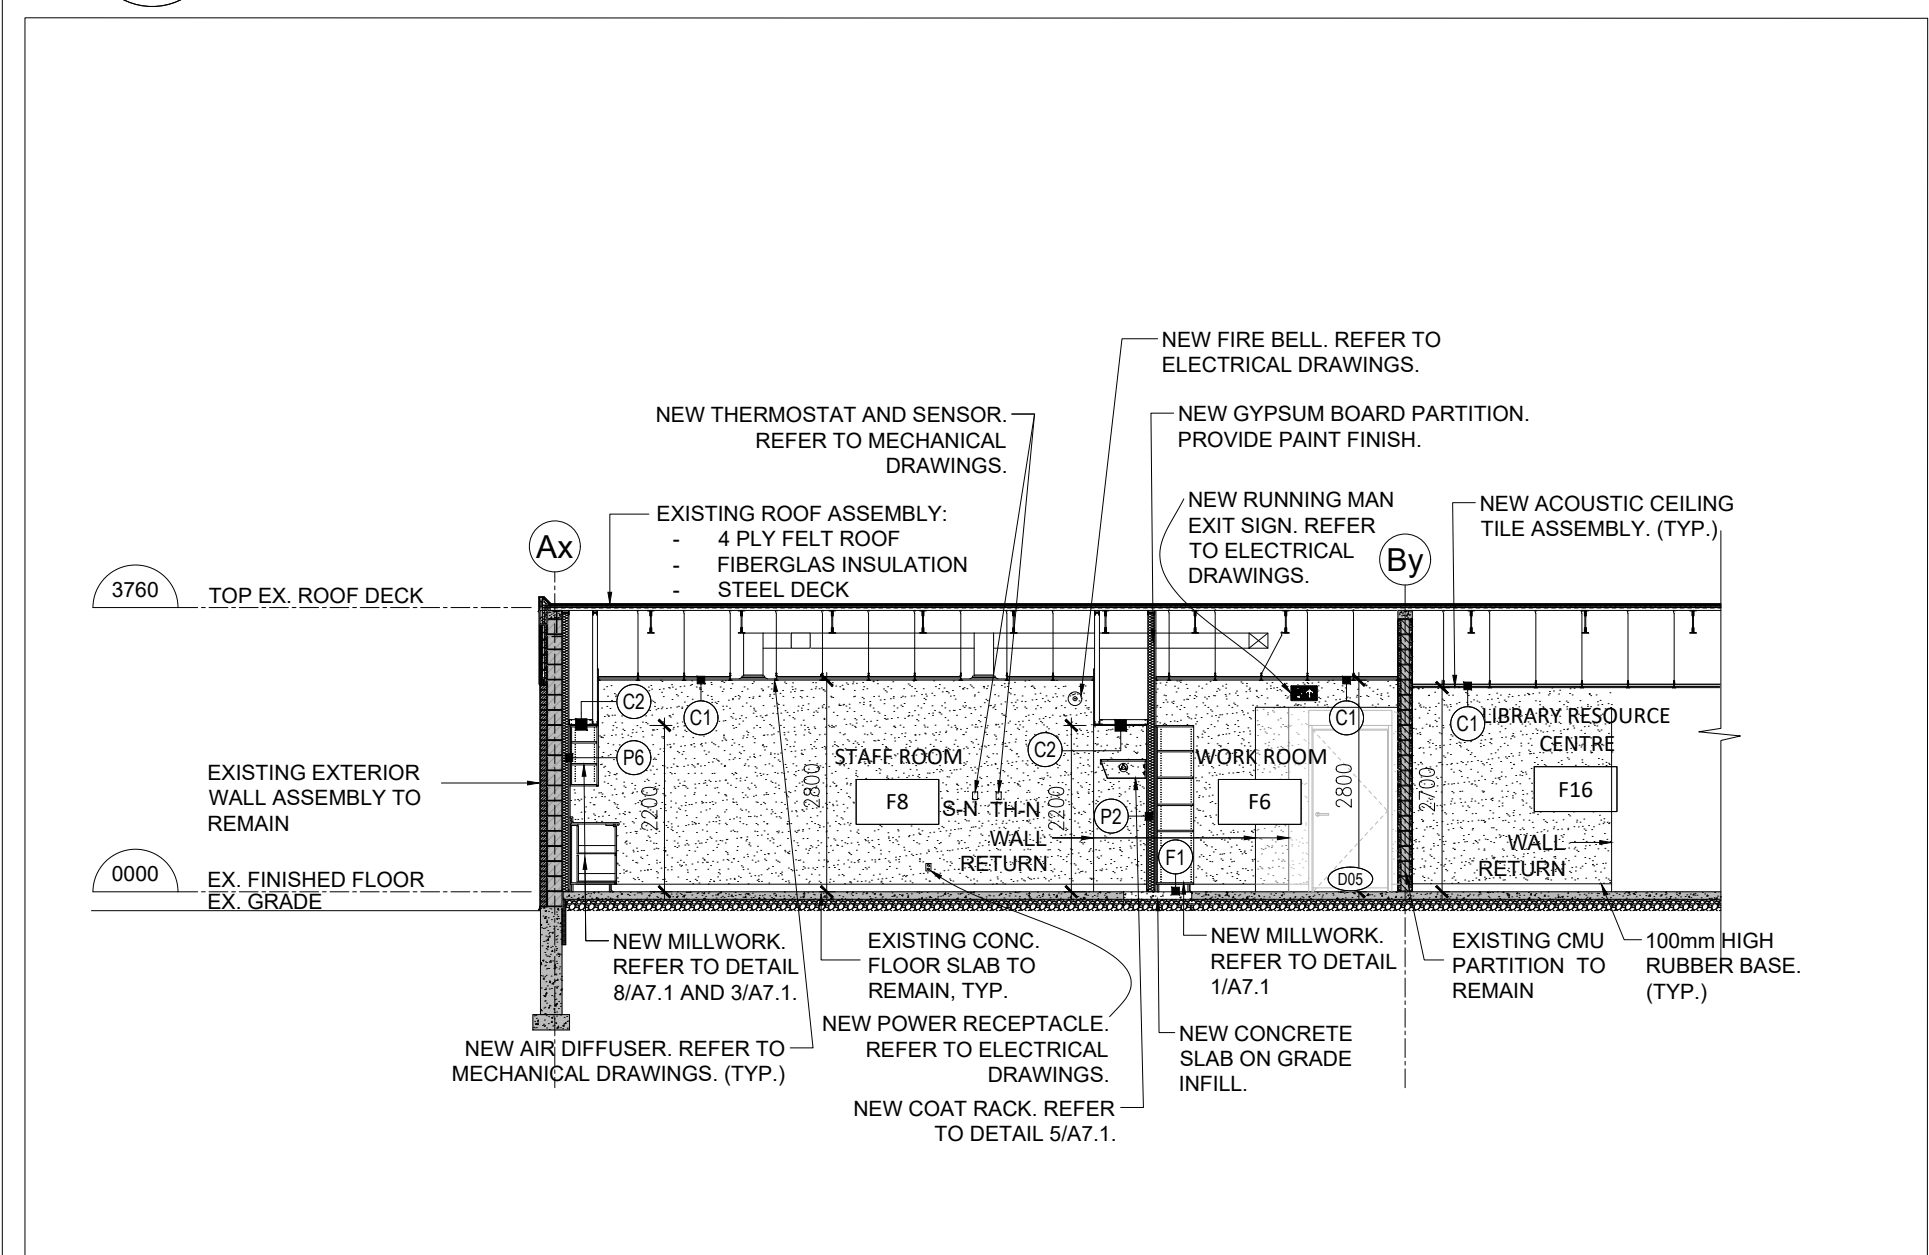 NEW FIRE BELL. REFER TO
ELECTRICAL DRAWINGS.
NEW THERMOSTAT AND SENSOR.
REFER TO MECHANICAL
DRAWINGS.
NEW GYPSUM BOARD PARTITION.
PROVIDE PAINT FINISH.
EXISTING ROOF ASSEMBLY:
- 4 PLY FELT ROOF
- FIBERGLAS INSULATION
- STEEL DECK
NEW RUNNING MAN
EXIT SIGN. REFER
TO ELECTRICAL
DRAWINGS.
NEW ACOUSTIC CEILING
TILE ASSEMBLY. (TYP.)
Ax
By
3760
TOP EX. ROOF DECK
C2
C1
C1
C1
LIBRARY RESOURCE
CENTRE
F16
P6
STAFF ROOM
F8
C2
WORK ROOM
F6
2200
2800
S-N
TH-N
2200
P2
2800
2700
WALL
RETURN
F1
D05
WALL
RETURN
EXISTING EXTERIOR
WALL ASSEMBLY TO
REMAIN
0000
EX. FINISHED FLOOR
EX. GRADE
NEW MILLWORK.
REFER TO DETAIL
8/A7.1 AND 3/A7.1.
EXISTING CONC.
FLOOR SLAB TO
REMAIN, TYP.
NEW MILLWORK.
REFER TO DETAIL
1/A7.1
EXISTING CMU
PARTITION TO
REMAIN
100mm HIGH
RUBBER BASE.
(TYP.)
NEW POWER RECEPTACLE.
REFER TO ELECTRICAL
DRAWINGS.
NEW CONCRETE
SLAB ON GRADE
INFILL.
NEW AIR DIFFUSER. REFER TO
MECHANICAL DRAWINGS. (TYP.)
NEW COAT RACK. REFER
TO DETAIL 5/A7.1.